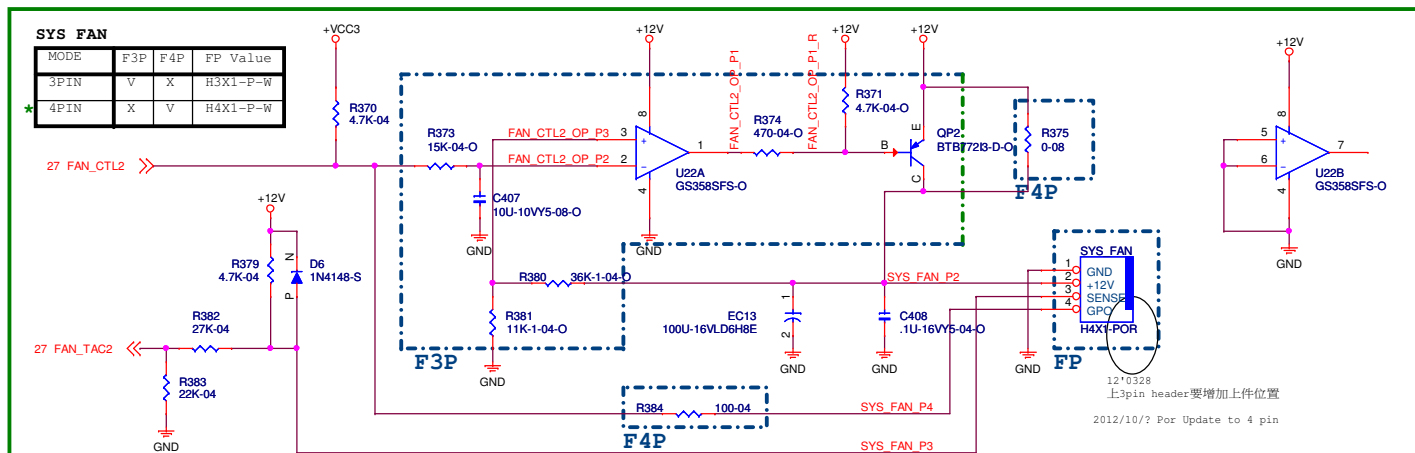 SYS FAN
MODE F3P F4P FP Value
3PIN V X H3X1-P-W
* 4PIN X V H4X1-P-W
+VCC3
+12V
+12V
+12V
+12V
FAN_CTL2_OP_P1
FAN_CTL2_OP_P1_R
R370
4.7K-04
R373
15K-04-O
FAN_CTL2_OP_P3
FAN_CTL2_OP_P2
3
2
8
4
1
+
-
U22A
GS358SFS-O
R374
470-04-O
R371
4.7K-04-O
B
E
C
QP2
BTB772I3-D-O
R375
0-08
F4P
5
6
8
4
7
+
-
U22B
GS358SFS-O
GND
27 FAN_CTL2
C407
10U-10VY5-08-O
GND
GND
+12V
R379
4.7K-04
N
P
D6
1N4148-S
R380 36K-1-04-O
R381
11K-1-04-O
GND
F3P
SYS_FAN_P2
1
2
EC13
100U-16VLD6H8E
GND
C408
.1U-16VY5-04-O
GND
SYS_FAN
1 GND
2 +12V
3 SENSE
4 GPO
H4X1-POR
GND
FP
R382
27K-04
27 FAN_TAC2
R383
22K-04
GND
R384 100-04
F4P
SYS_FAN_P4
SYS_FAN_P3
12'0328
上3pin header要增加上件位置
2012/10/? Por Update to 4 pin